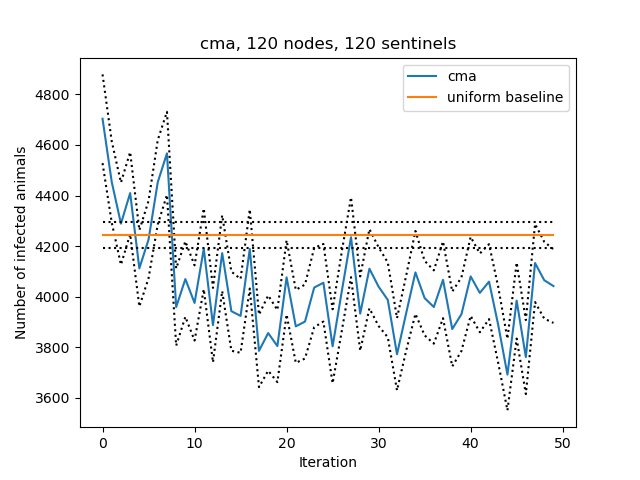 cma, 120 nodes, 120 sentinels
cma
uniform baseline
Number of infected animals
4800
4600
4400
4200
4000
3800
3600
0 10 20 30 40 50
Iteration